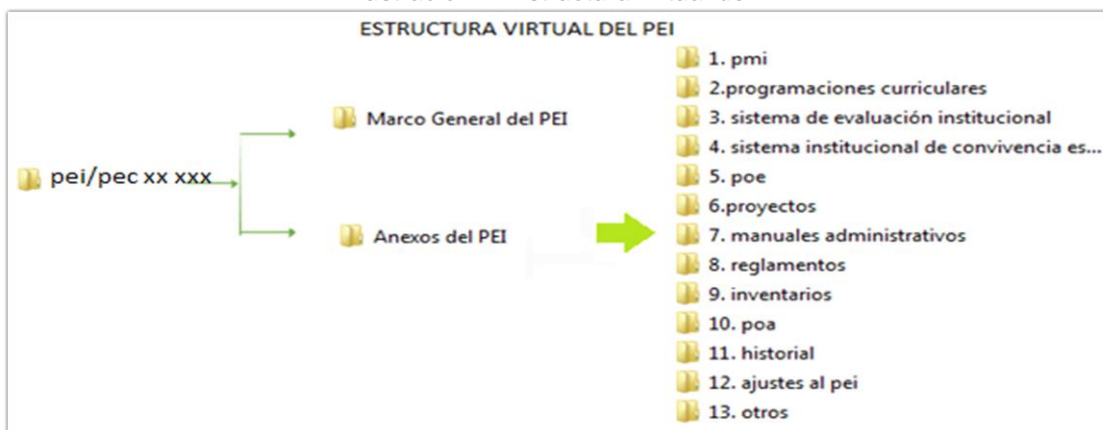 ESTRUCTURA VIRTUAL DEL PEI
pei/pec xx xxx
Marco General del PEI
Anexos del PEI
1. pmi
2.programaciones curriculares
3. sistema de evaluación institucional
4. sistema institucional de convivencia es...
5. poe
6.proyectos
7. manuales administrativos
8. reglamentos
9. inventarios
10. poa
11. historial
12. ajustes al pei
13. otros